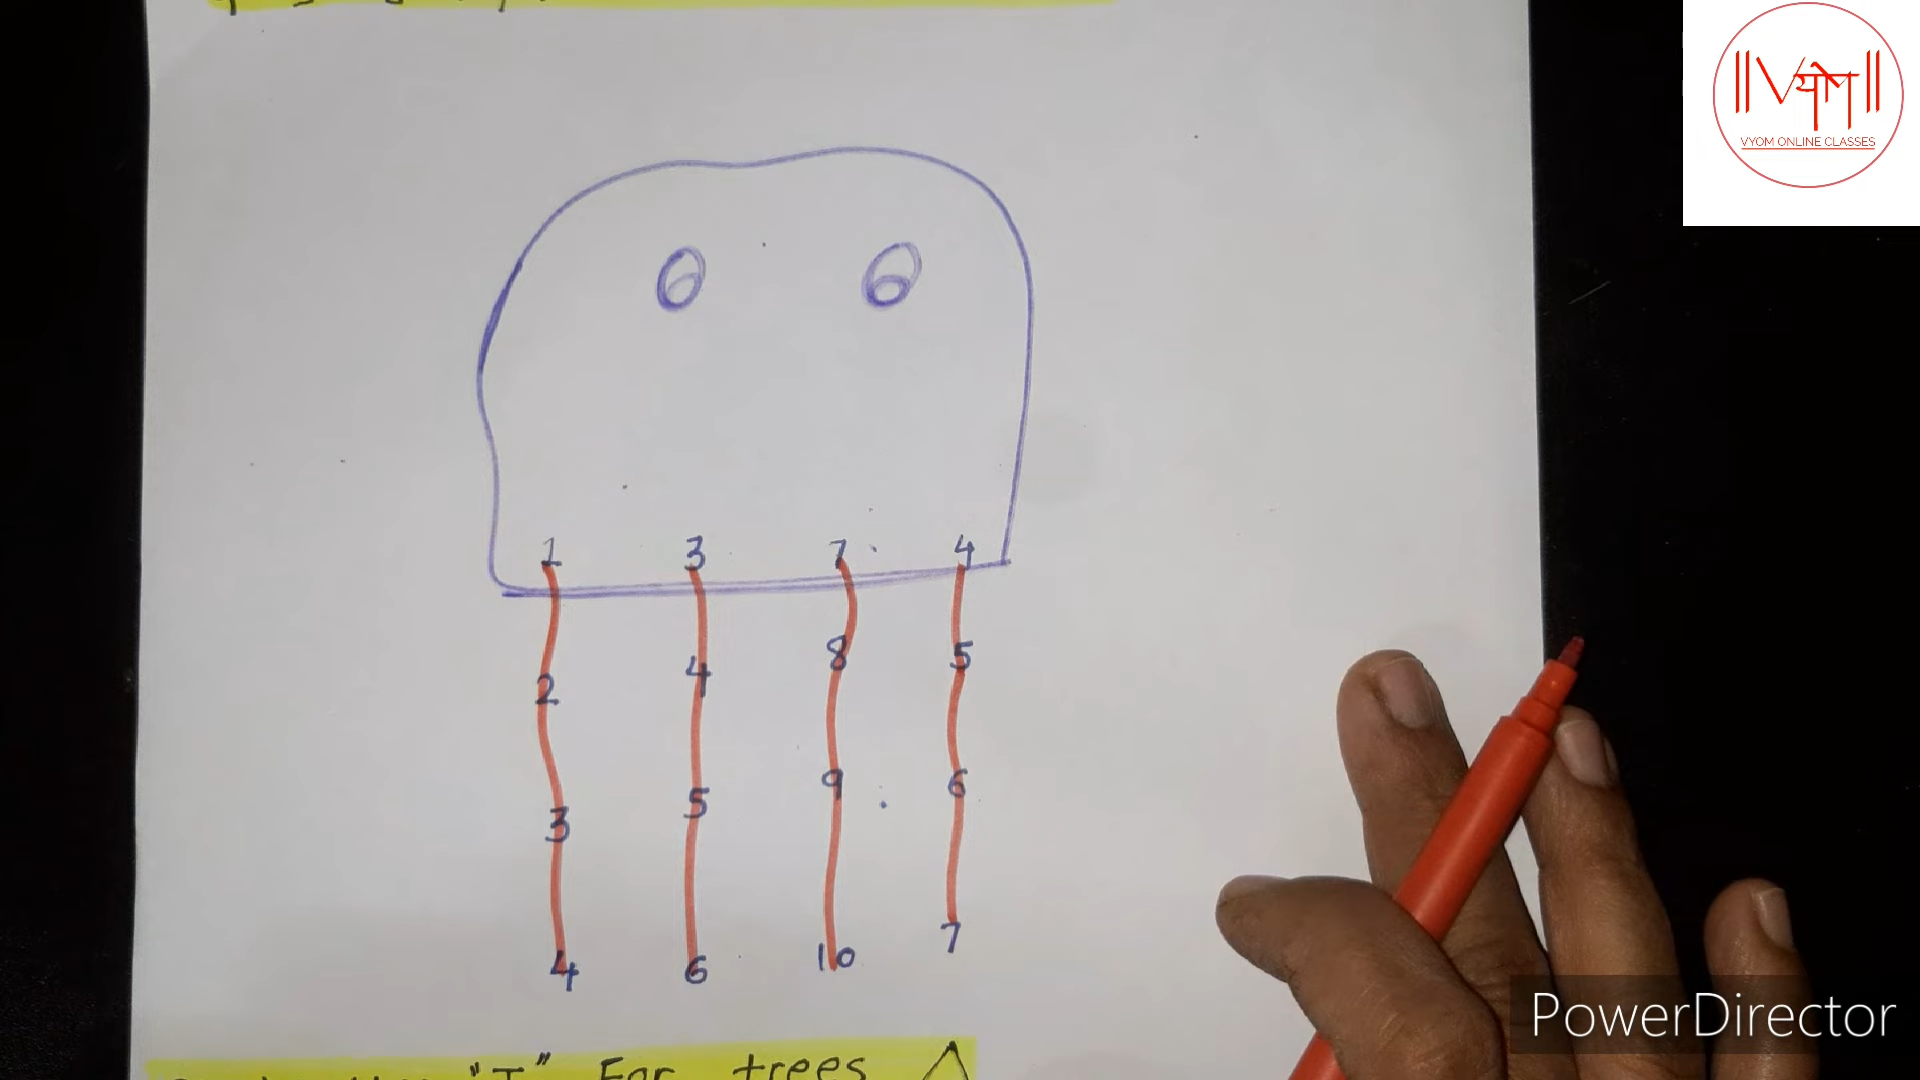 ||Vयोम||
VYOM ONLINE CLASSES
1 3 7 4
2 4 8 5
3 5 9 6
4 6 10 7
"T" For trees
PowerDirector